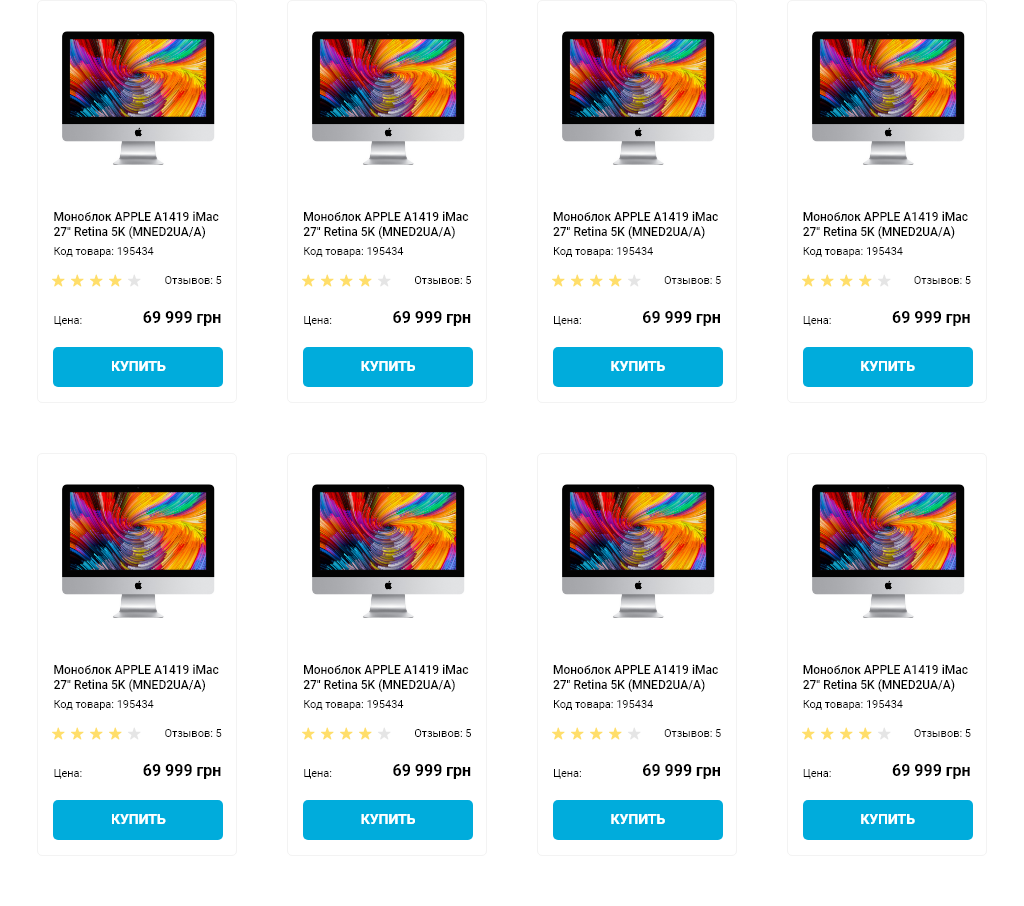 Моноблок APPLE A1419 iMac
27" Retina 5K (MNED2UA/A)
Код товара: 195434
Отзывов: 5
Цена: 69 999 грн
КУПИТЬ
Моноблок APPLE A1419 iMac
27" Retina 5K (MNED2UA/A)
Код товара: 195434
Отзывов: 5
Цена: 69 999 грн
КУПИТЬ
Моноблок APPLE A1419 iMac
27" Retina 5K (MNED2UA/A)
Код товара: 195434
Отзывов: 5
Цена: 69 999 грн
КУПИТЬ
Моноблок APPLE A1419 iMac
27" Retina 5K (MNED2UA/A)
Код товара: 195434
Отзывов: 5
Цена: 69 999 грн
КУПИТЬ
Моноблок APPLE A1419 iMac
27" Retina 5K (MNED2UA/A)
Код товара: 195434
Отзывов: 5
Цена: 69 999 грн
КУПИТЬ
Моноблок APPLE A1419 iMac
27" Retina 5K (MNED2UA/A)
Код товара: 195434
Отзывов: 5
Цена: 69 999 грн
КУПИТЬ
Моноблок APPLE A1419 iMac
27" Retina 5K (MNED2UA/A)
Код товара: 195434
Отзывов: 5
Цена: 69 999 грн
КУПИТЬ
Моноблок APPLE A1419 iMac
27" Retina 5K (MNED2UA/A)
Код товара: 195434
Отзывов: 5
Цена: 69 999 грн
КУПИТЬ